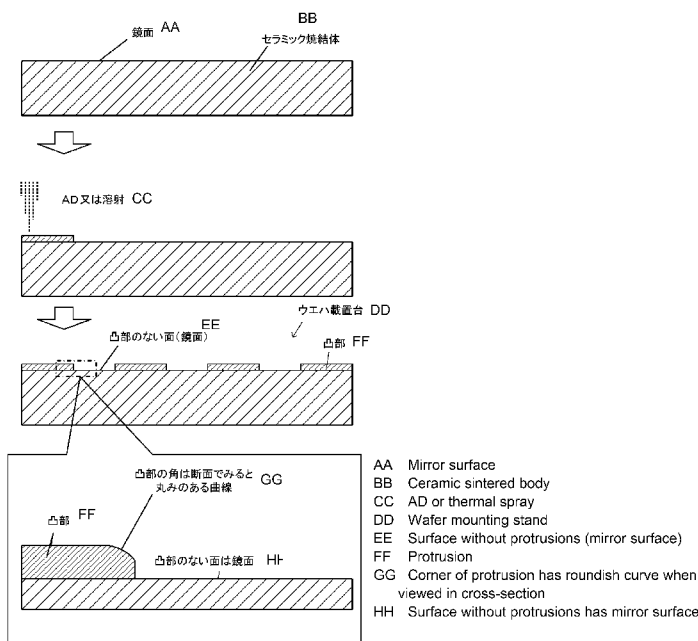 BB
鏡面 AA
セラミック焼結体
AD又は溶射 CC
ウエハ載置台 DD
凸部のない面(鏡面) EE
凸部 FF
凸部の角は断面でみると
丸みのある曲線 GG
凸部 FF
凸部のない面は鏡面 HH
AA Mirror surface
BB Ceramic sintered body
CC AD or thermal spray
DD Wafer mounting stand
EE Surface without protrusions (mirror surface)
FF Protrusion
GG Corner of protrusion has roundish curve when
viewed in cross-section
HH Surface without protrusions has mirror surface